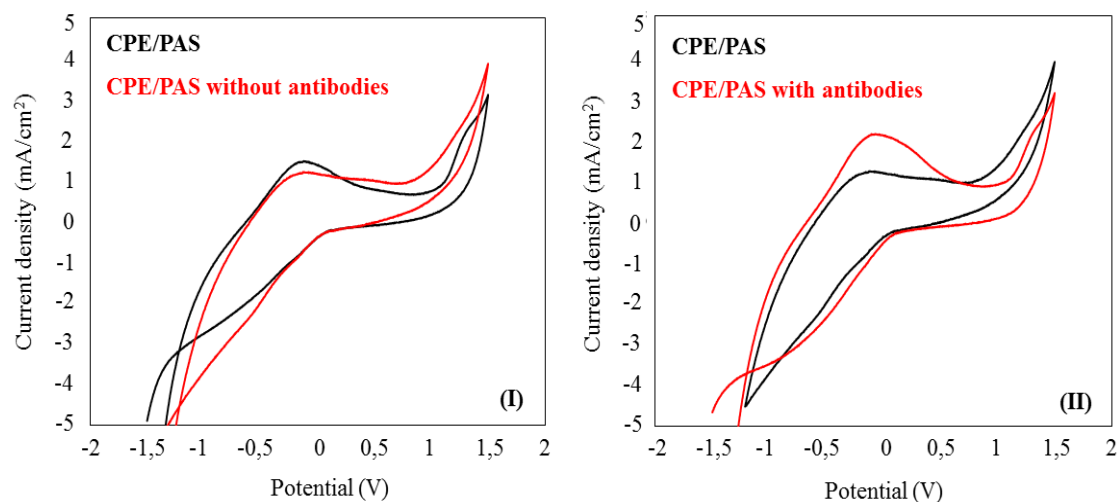 CPE/PAS
CPE/PAS without antibodies
5
4
3
2
1
0
-1
-2
-3
-4
-5
Current density (mA/cm²)
(I)
-2 -1,5 -1 -0,5 0 0,5 1 1,5 2
Potential (V)
CPE/PAS
CPE/PAS with antibodies
5
4
3
2
1
0
-1
-2
-3
-4
-5
Current density (mA/cm²)
(II)
-2 -1,5 -1 -0,5 0 0,5 1 1,5 2
Potential (V)